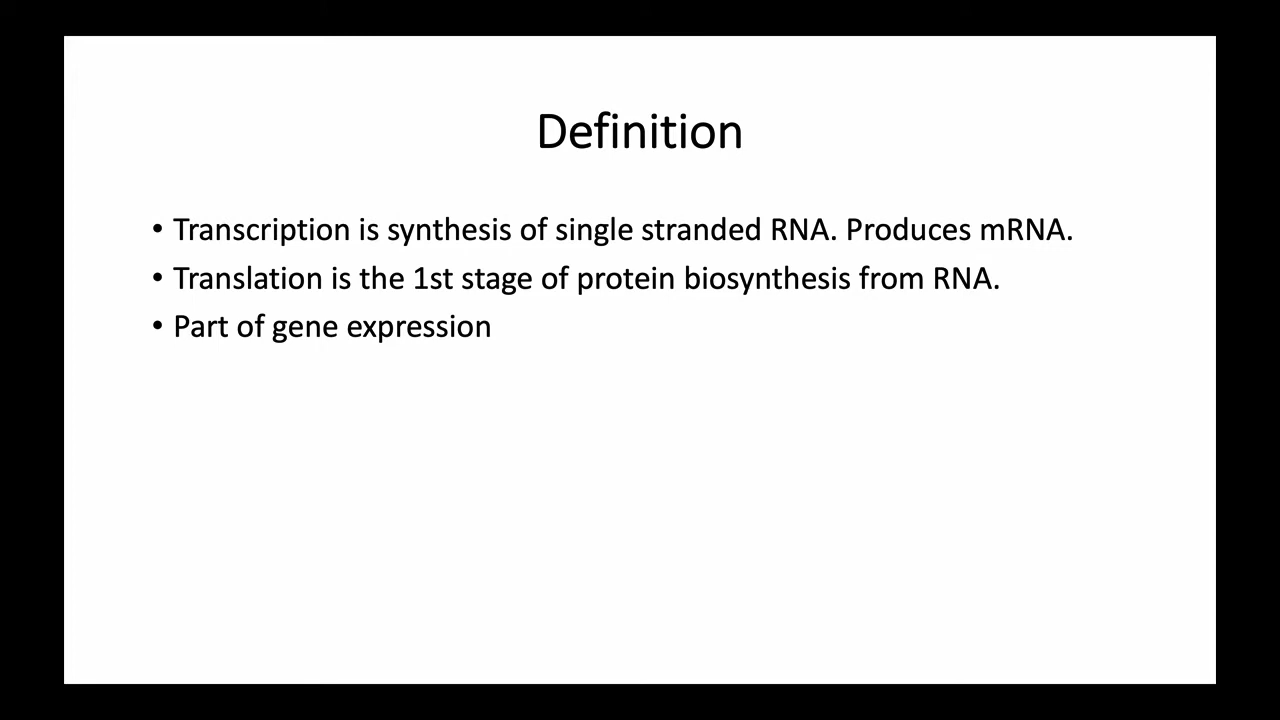 Definition
• Transcription is synthesis of single stranded RNA. Produces mRNA.
• Translation is the 1st stage of protein biosynthesis from RNA.
• Part of gene expression